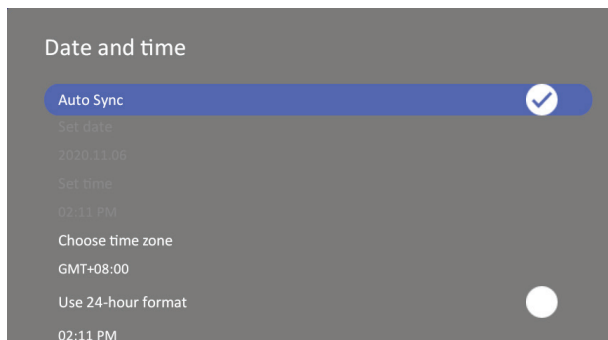 Date and time
Auto Sync
Set date
2020.11.06
Set time
02:11 PM
Choose time zone
GMT+08:00
Use 24-hour format
02:11 PM